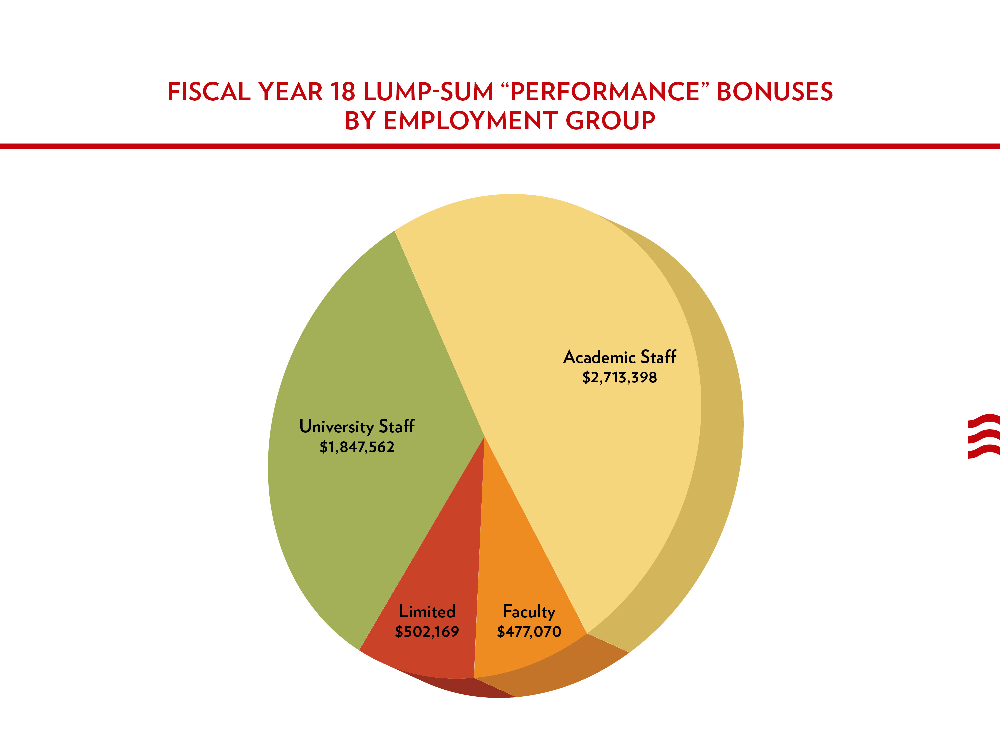 FISCAL YEAR 18 LUMP-SUM “PERFORMANCE” BONUSES
BY EMPLOYMENT GROUP
Academic Staff
$2,713,398
University Staff
$1,847,562
Limited
$502,169
Faculty
$477,070